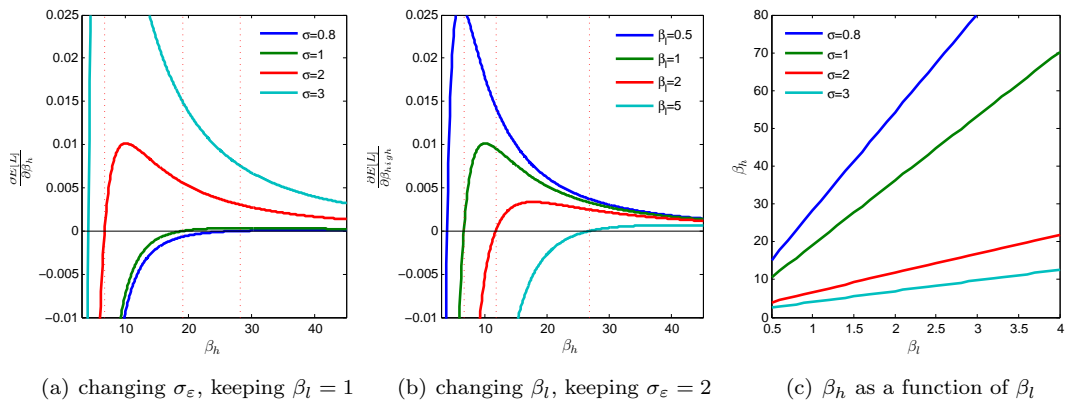 0.025
0.02
0.015
0.01
0.005
0
−0.005
−0.01
10 20 30 40
β_h
∂E[L] / ∂β_h
σ=0.8
σ=1
σ=2
σ=3
(a) changing σ_ε, keeping β_l = 1
0.025
0.02
0.015
0.01
0.005
0
−0.005
−0.01
10 20 30 40
β_h
∂E[L] / ∂β_high
β_l=0.5
β_l=1
β_l=2
β_l=5
(b) changing β_l, keeping σ_ε = 2
80
70
60
50
40
30
20
10
0
0.5 1 1.5 2 2.5 3 3.5 4
β_l
β_h
σ=0.8
σ=1
σ=2
σ=3
(c) β_h as a function of β_l